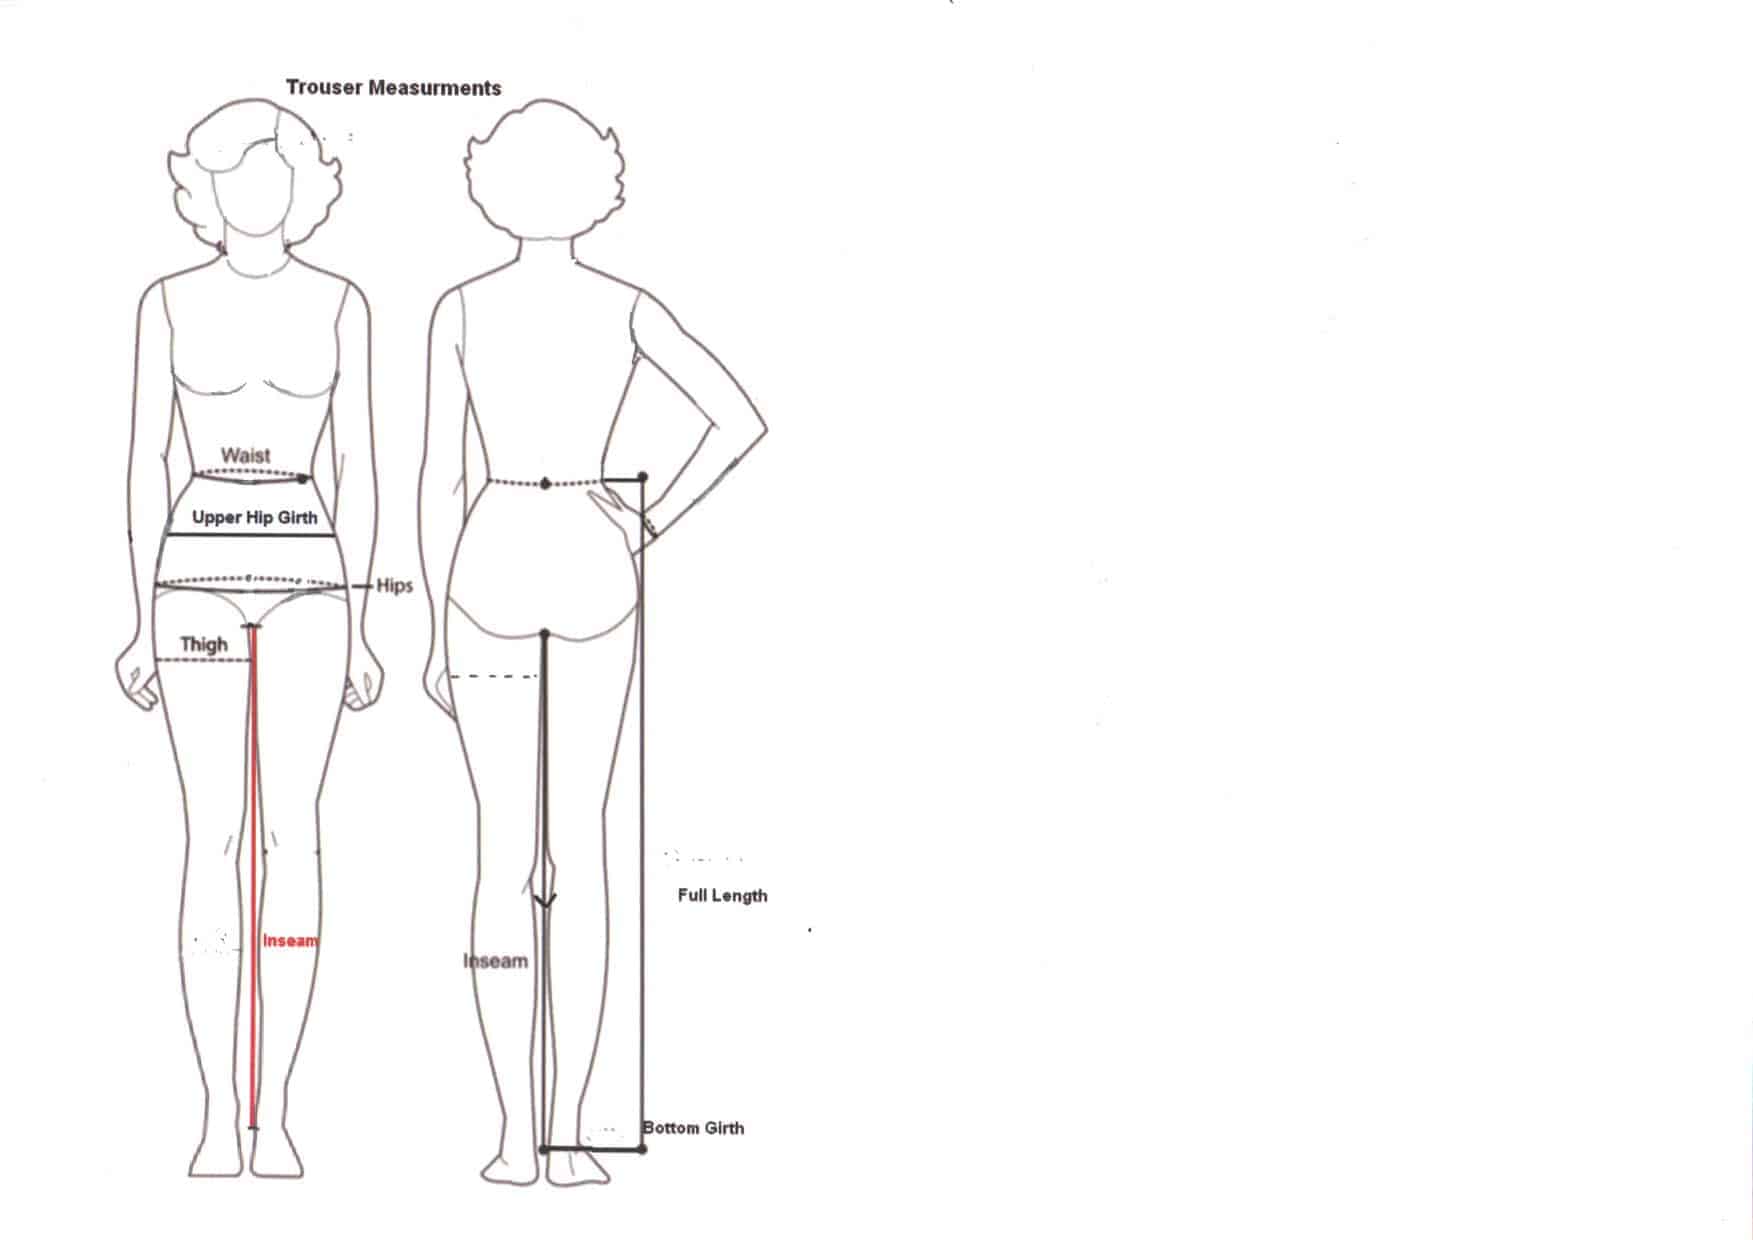 Trouser Measurments
Waist
Upper Hip Girth
Hips
Thigh
Inseam
Full Length
Inseam
Bottom Girth